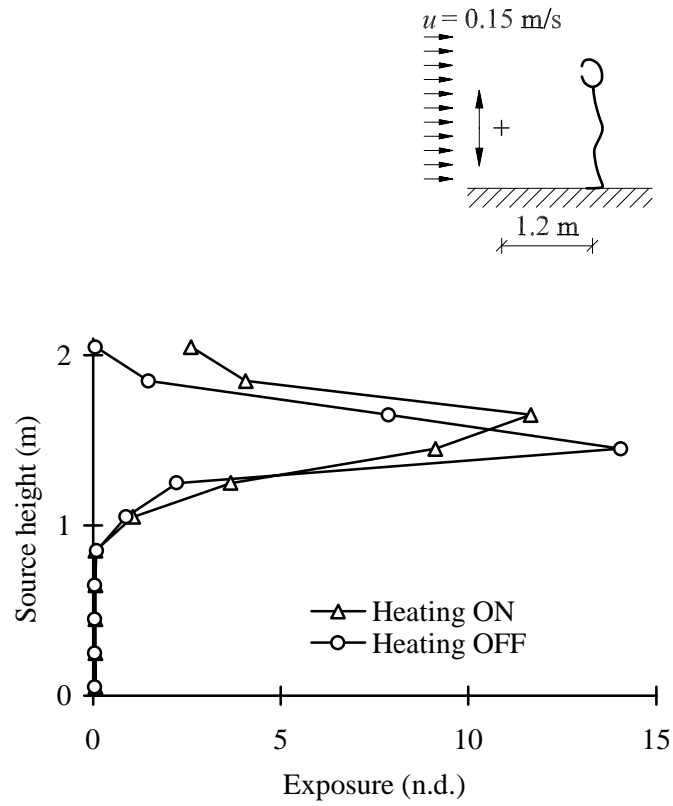 u = 0.15 m/s
+
1.2 m
2
1
0
Source height (m)
Heating ON
Heating OFF
0 5 10 15
Exposure (n.d.)